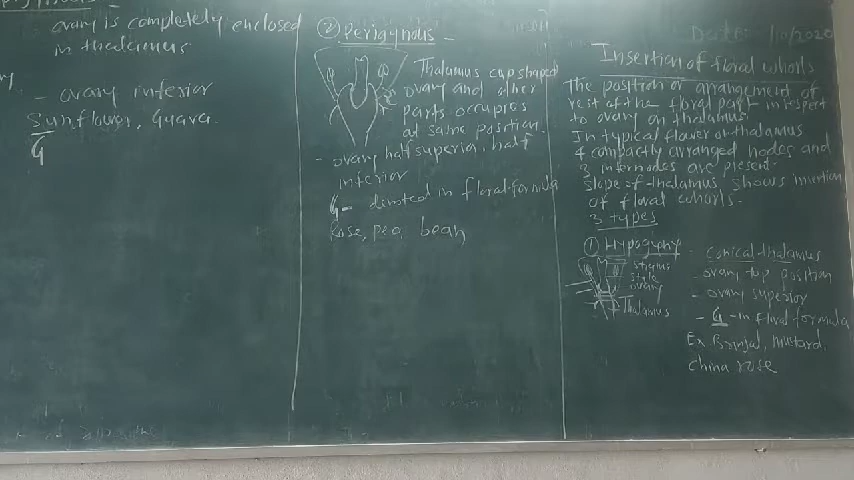 ovary is completely enclosed
in thalamus
- ovary inferior
Sunflower, Guava.
G
② Perigynous -
Thalamus cup shaped
ovary and other
parts occupies
at same position.
- ovary half superior, half
inferior
G- dinoted in floral formula
Rose, pea, bean
Date - 1/10/2020
Insertion of floral whorls
The position or arrangement of
rest of the floral part in respect
to ovary on thalamus.
In typical flower of thalamus
4 compactly arranged nodes and
3 internodes are present.
Slope of thalamus shows insertion
of floral whorls.
3 types
① Hypogyny - conical thalamus
stigma
style
ovary
Thalamus
- ovary top position
- ovary superior
- G - in floral formula
Ex Brinjal, mustard,
china rose